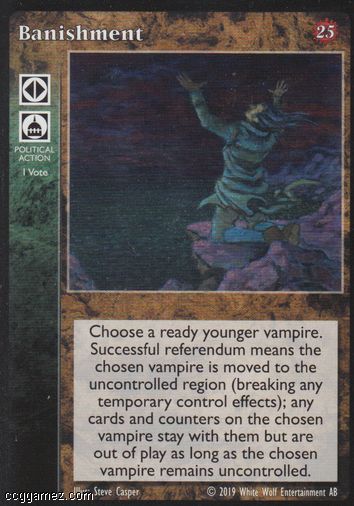 Banishment
25
POLITICAL
ACTION
1 Vote
Choose a ready younger vampire.
Successful referendum means the
chosen vampire is moved to the
uncontrolled region (breaking any
temporary control effects); any
cards and counters on the chosen
vampire stay with them but are
out of play as long as the chosen
vampire remains uncontrolled.
Illus: Steve Casper
© 2019 White Wolf Entertainment AB
ccggamez.com